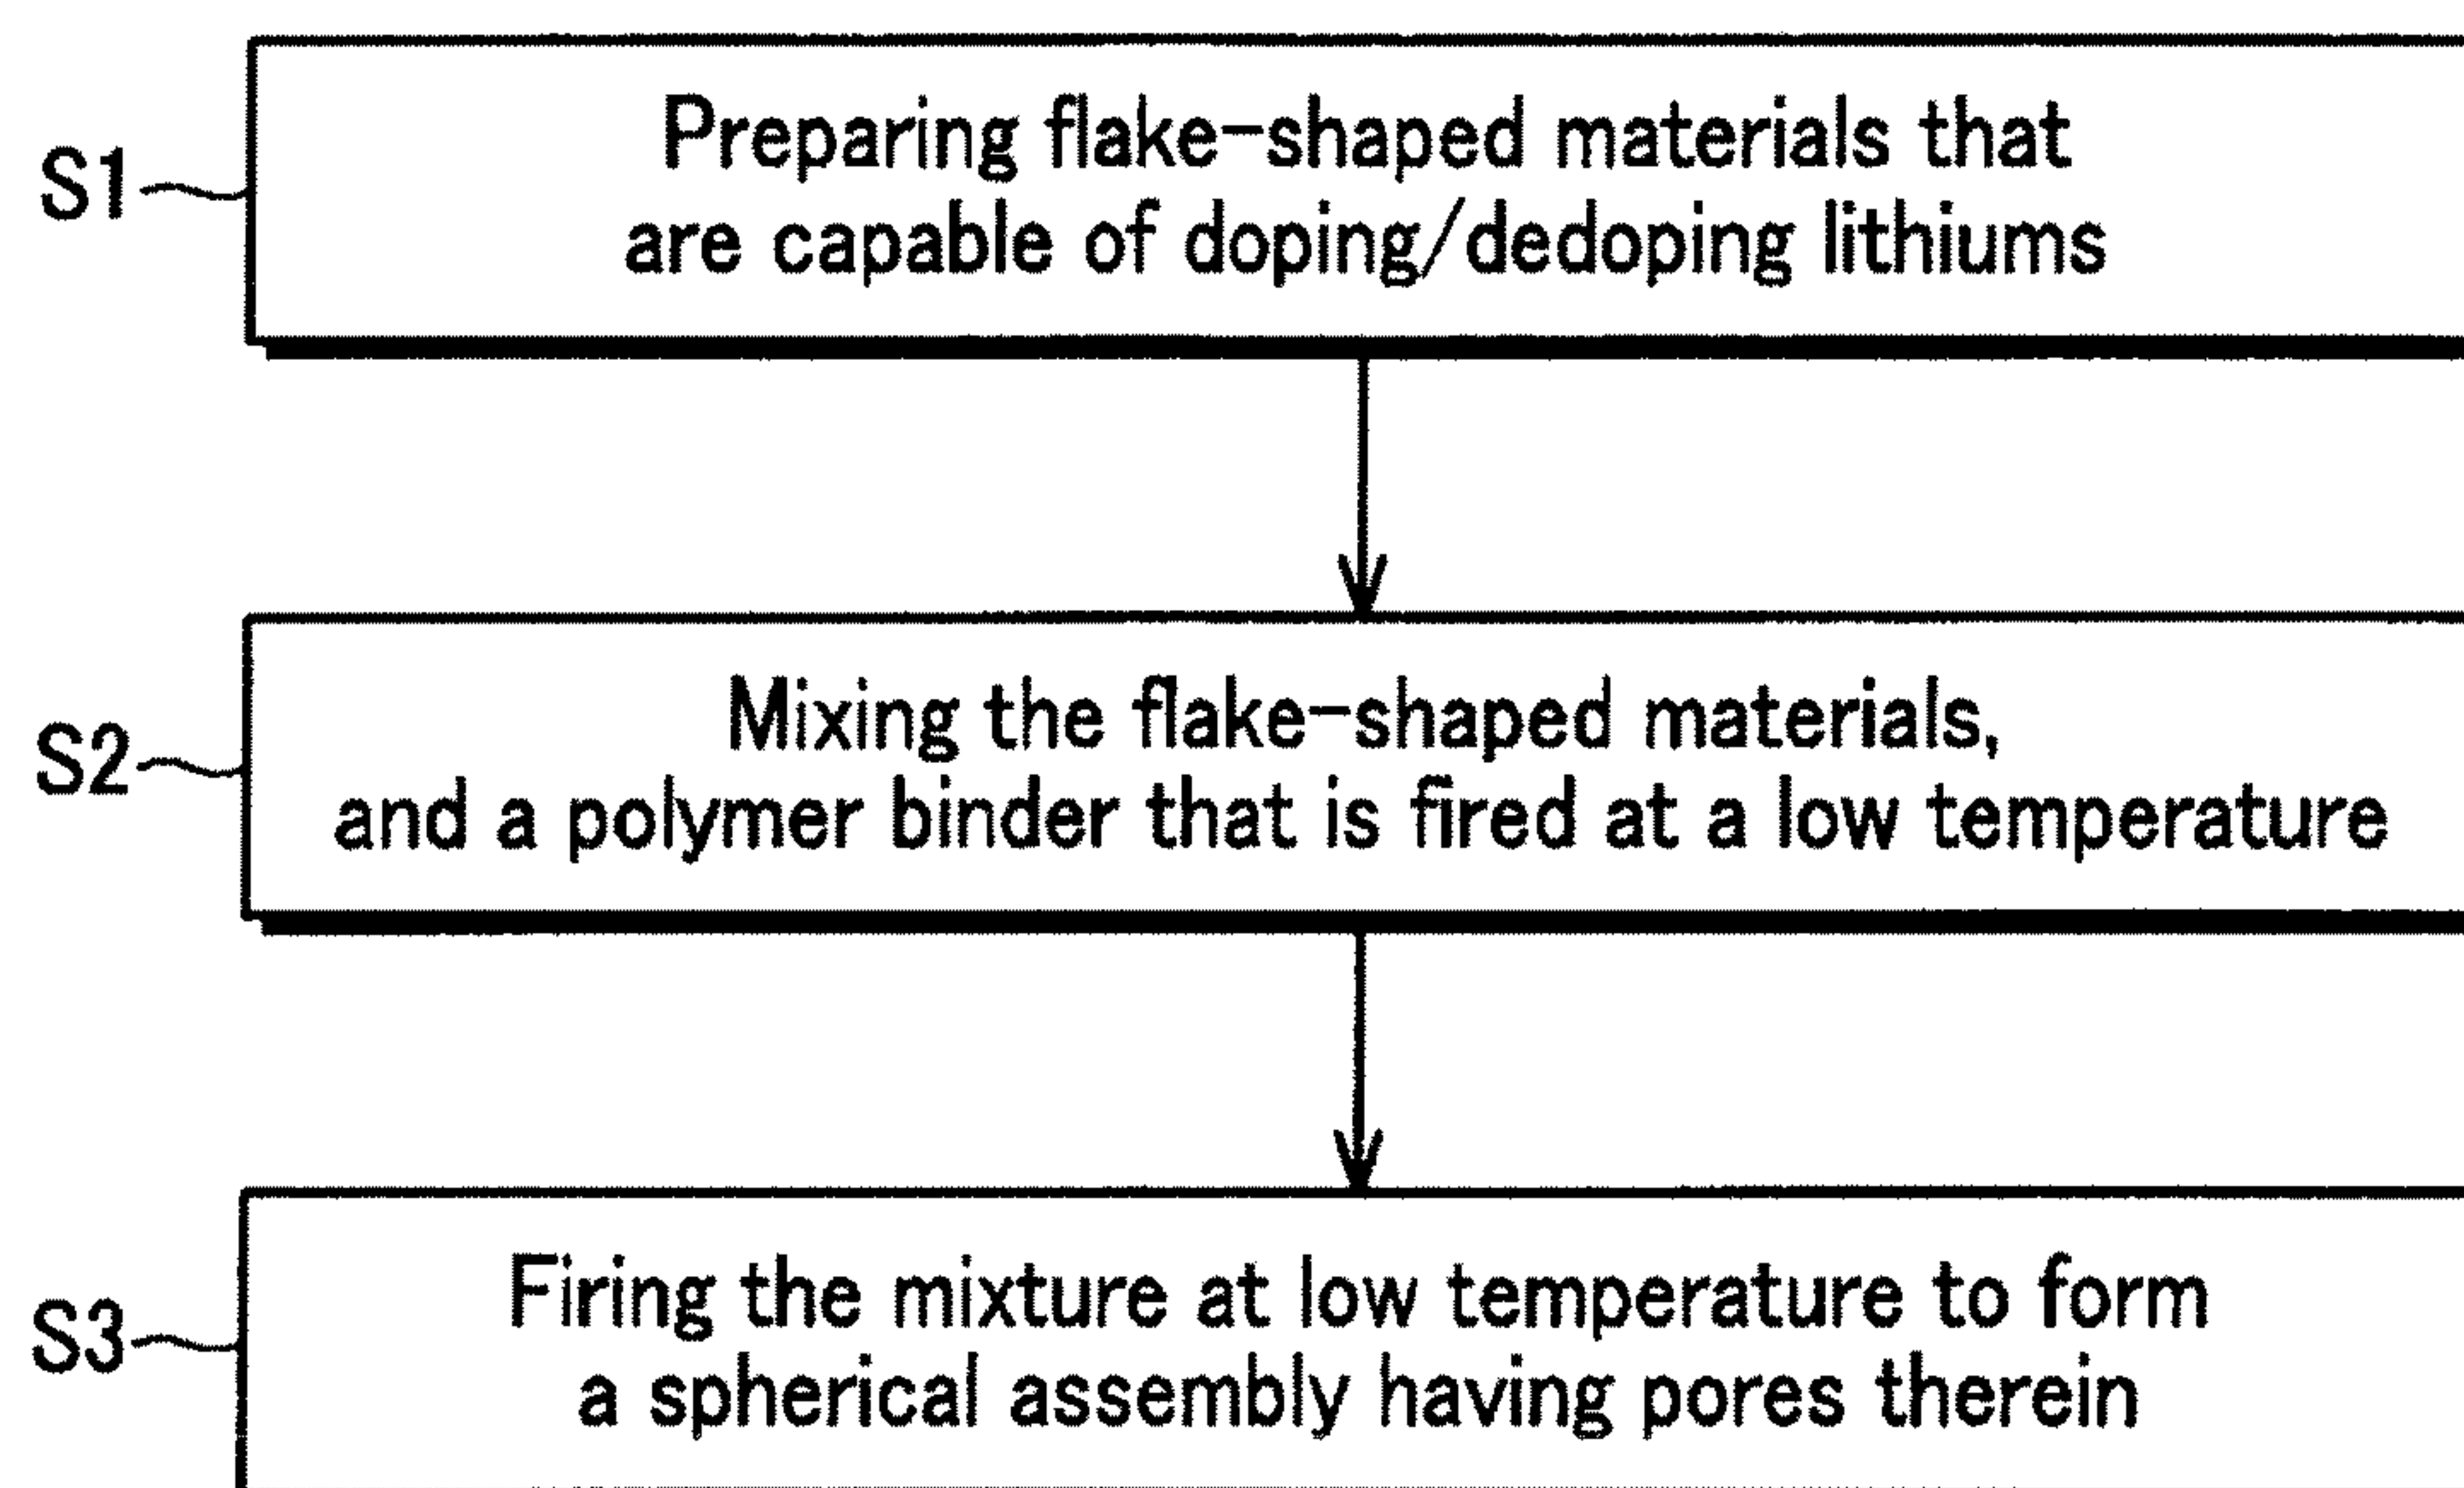 S1
Preparing flake-shaped materials that
are capable of doping/dedoping lithiums
S2
Mixing the flake-shaped materials,
and a polymer binder that is fired at a low temperature
S3
Firing the mixture at low temperature to form
a spherical assembly having pores therein